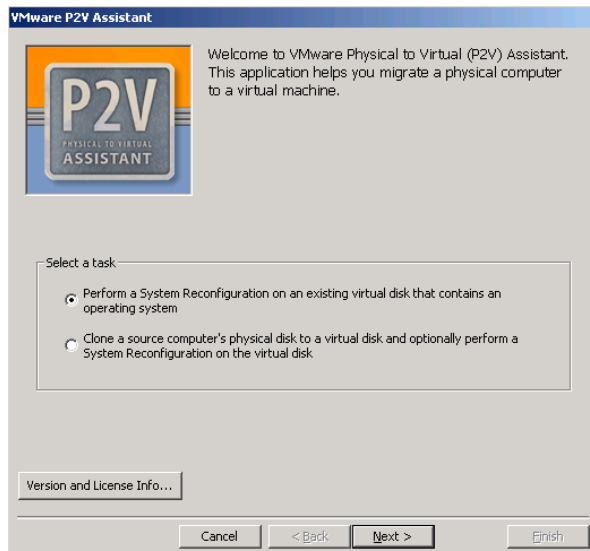 VMware P2V Assistant
Welcome to VMware Physical to Virtual (P2V) Assistant.
This application helps you migrate a physical computer
to a virtual machine.
P2V
PHYSICAL TO VIRTUAL
ASSISTANT
Select a task
Perform a System Reconfiguration on an existing virtual disk that contains an
operating system
Clone a source computer's physical disk to a virtual disk and optionally perform a
System Reconfiguration on the virtual disk
Version and License Info...
Cancel
< Back
Next >
Finish